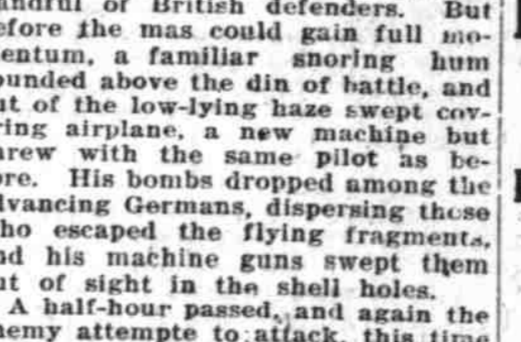 andful of British defenders. But
efore the mas could gain full mo-
entum, a familiar snoring hum
ounded above the din of battle, and
ut of the low-lying haze swept cov-
ring airplane, a new machine but
hrew with the same pilot as be-
ore. His bombs dropped among the
dvancing Germans, dispersing those
ho escaped the flying fragments,
nd his machine guns swept them
ut of sight in the shell holes.
A half-hour passed, and again the
nemy attempte to attack, this time